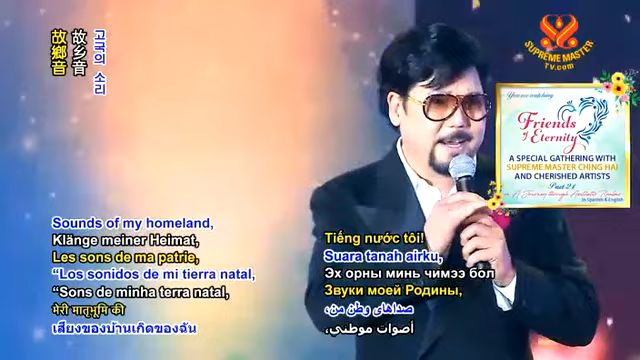 故鄉音
故乡音
고국의 소리
SUPREME MASTER
TV.com
You are watching
Friends
of Eternity
A SPECIAL GATHERING WITH
SUPREME MASTER CHING HAI
AND CHERISHED ARTISTS
Part 21
A Journey through Aesthetic Realms
In Spanish & English
Sounds of my homeland,
Klänge meiner Heimat,
Les sons de ma patrie,
“Los sonidos de mi tierra natal,
“Sons de minha terra natal,
मेरी मातृभूमि की
เสียงของบ้านเกิดของฉัน
Tiếng nước tôi!
Suara tanah airku,
Эх орны минь чимээ бол
Звуки моей Родины,
صداهای وطن من،
أصوات موطني،